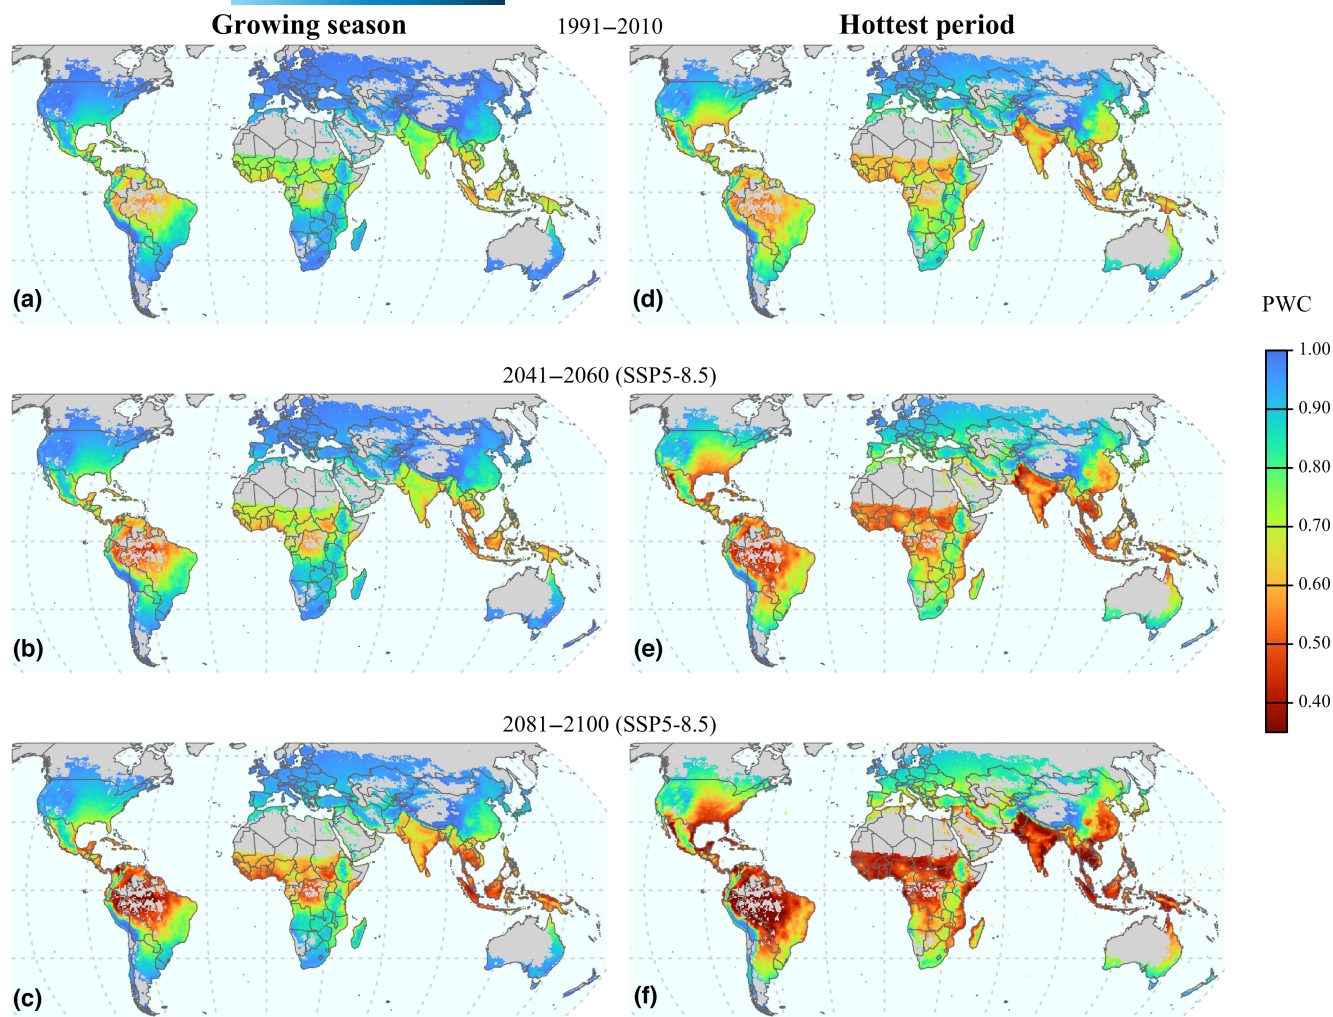 Growing season
1991–2010
Hottest period
(a)
(d)
PWC
1.00
0.90
0.80
0.70
0.60
0.50
0.40
2041–2060 (SSP5-8.5)
(b)
(e)
2081–2100 (SSP5-8.5)
(c)
(f)